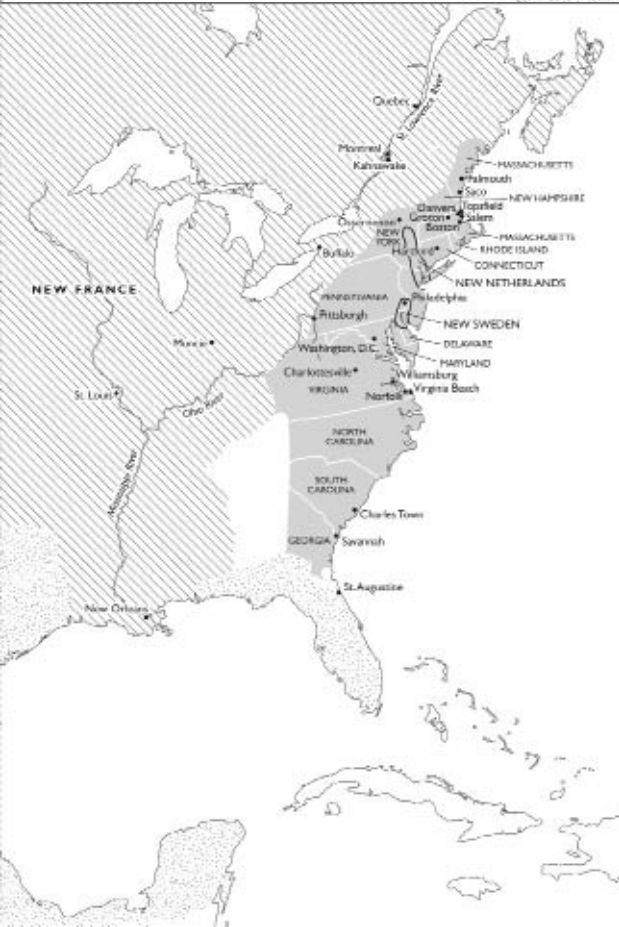 Quebec
St. Lawrence River
Montreal
Kahnawake
MASSACHUSETTS
Falmouth
Saco
NEW HAMPSHIRE
Danvers
Topsfield
Groton
Salem
Boston
NEW
YORK
MASSACHUSETTS
Hartford
RHODE ISLAND
Buffalo
CONNECTICUT
NEW NETHERLANDS
NEW FRANCE
PENNSYLVANIA
Philadelphia
Pittsburgh
NEW SWEDEN
Muncie
Washington, D.C.
DELAWARE
MARYLAND
Charlottesville
Williamsburg
VIRGINIA
Virginia Beach
St. Louis
Norfolk
Ohio River
NORTH
CAROLINA
Mississippi River
SOUTH
CAROLINA
Charles Town
GEORGIA
Savannah
St. Augustine
New Orleans